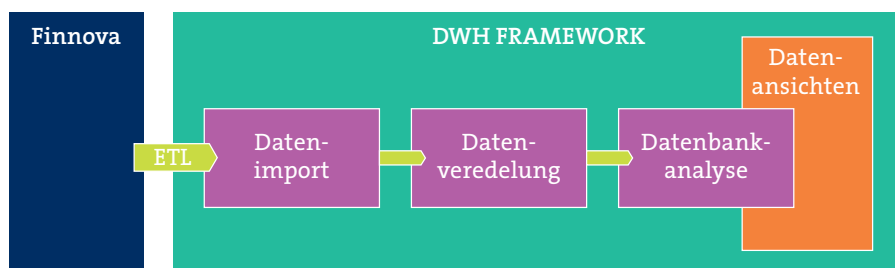 Finnova
DWH FRAMEWORK
Daten-
ansichten
ETL
Daten-
import
Daten-
veredelung
Datenbank-
analyse